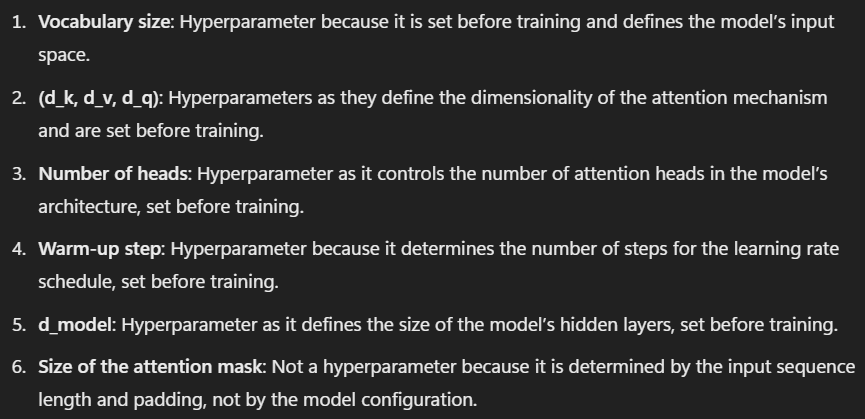 1. Vocabulary size: Hyperparameter because it is set before training and defines the model’s input
space.
2. (d_k, d_v, d_q): Hyperparameters as they define the dimensionality of the attention mechanism
and are set before training.
3. Number of heads: Hyperparameter as it controls the number of attention heads in the model’s
architecture, set before training.
4. Warm-up step: Hyperparameter because it determines the number of steps for the learning rate
schedule, set before training.
5. d_model: Hyperparameter as it defines the size of the model’s hidden layers, set before training.
6. Size of the attention mask: Not a hyperparameter because it is determined by the input sequence
length and padding, not by the model configuration.